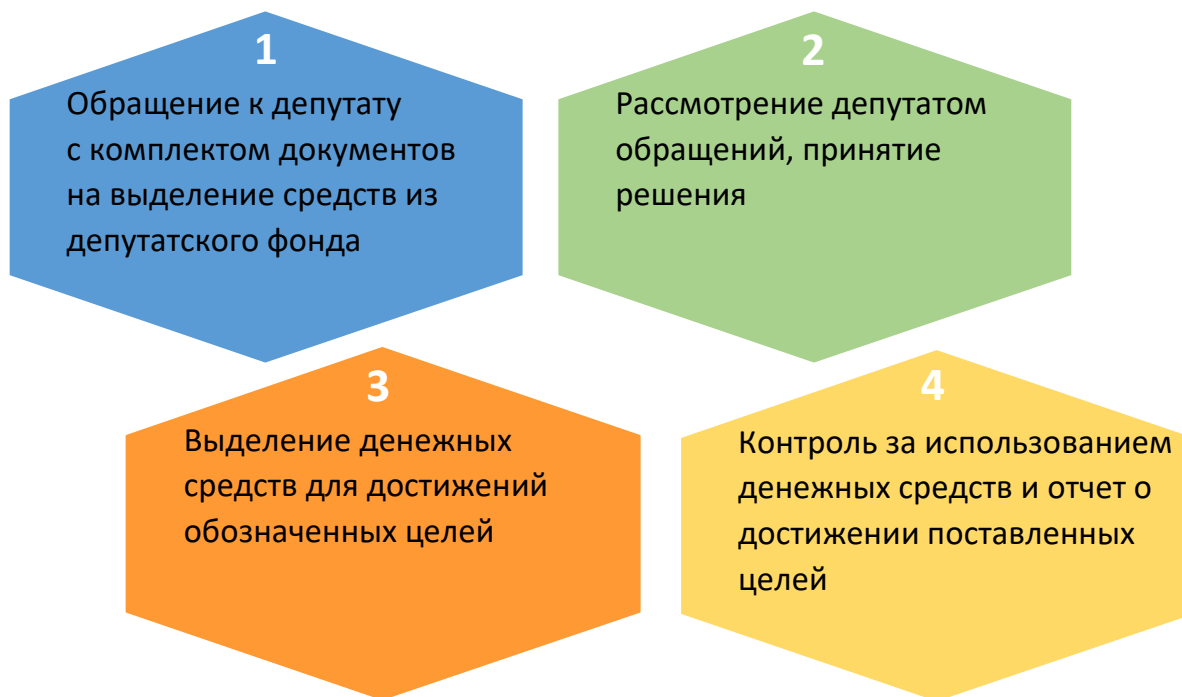 1
Обращение к депутату
с комплектом документов
на выделение средств из
депутатского фонда
2
Рассмотрение депутатом
обращений, принятие
решения
3
Выделение денежных
средств для достижений
обозначенных целей
4
Контроль за использованием
денежных средств и отчет о
достижении поставленных
целей